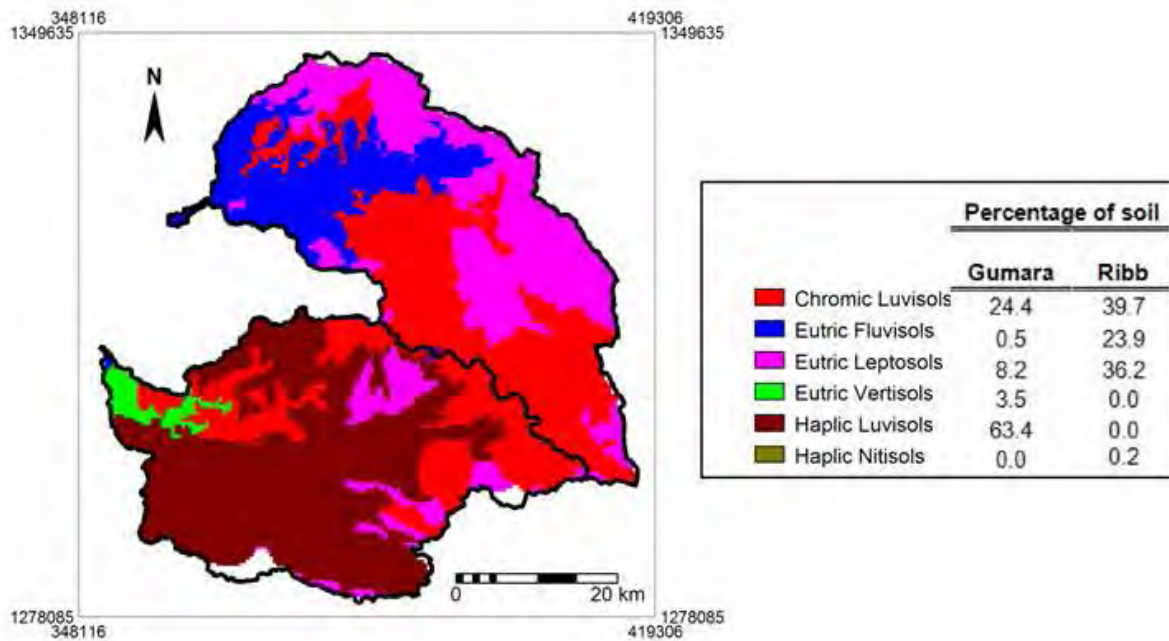 348116 419306
1349635 1349635
N
Percentage of soil
Gumara Ribb
Chromic Luvisols 24.4 39.7
Eutric Fluvisols 0.5 23.9
Eutric Leptosols 8.2 36.2
Eutric Vertisols 3.5 0.0
Haplic Luvisols 63.4 0.0
Haplic Nitisols 0.0 0.2
0 20 km
1278085 1278085
348116 419306